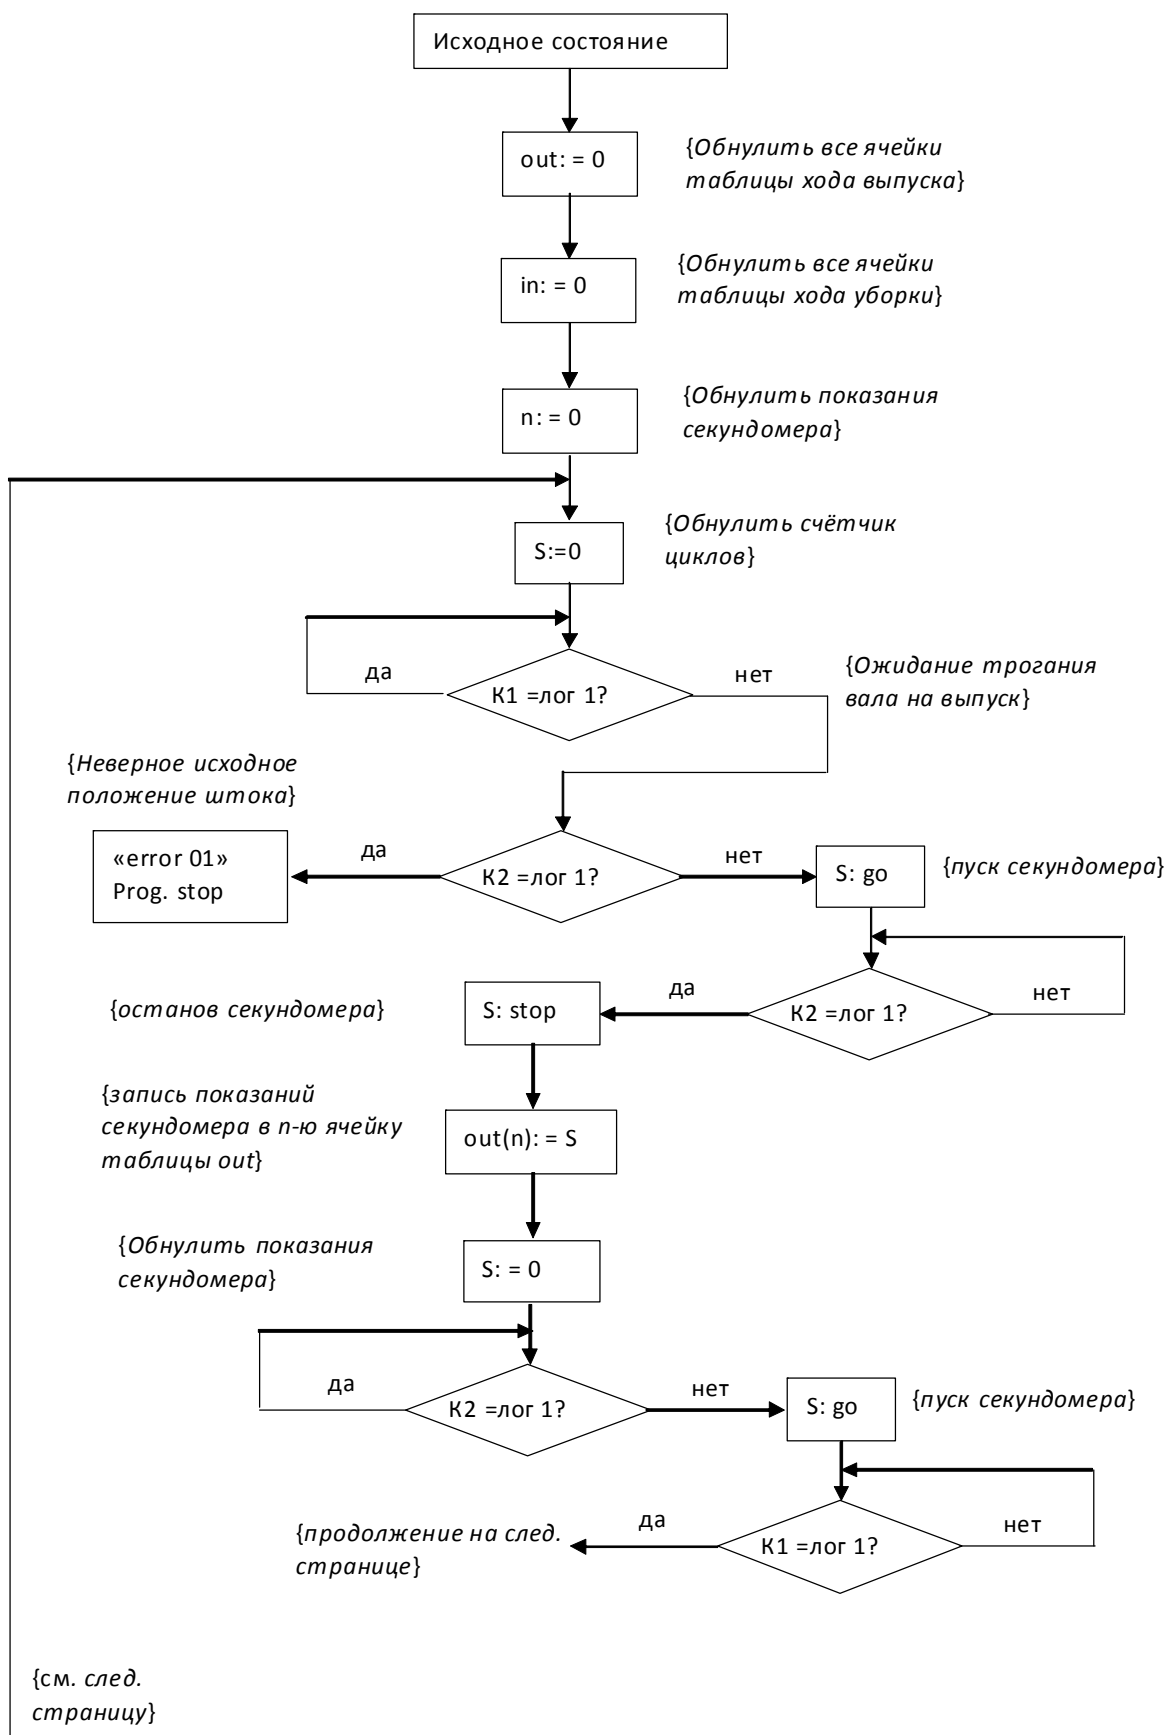 Исходное состояние
out: = 0
{Обнулить все ячейки
таблицы хода выпуска}
in: = 0
{Обнулить все ячейки
таблицы хода уборки}
n: = 0
{Обнулить показания
секундомера}
S:=0
{Обнулить счётчик
циклов}
да
К1 =лог 1?
нет
{Ожидание трогания
вала на выпуск}
{Неверное исходное
положение штока}
«error 01»
Prog. stop
да
К2 =лог 1?
нет
S: go
{пуск секундомера}
{останов секундомера}
S: stop
да
К2 =лог 1?
нет
{запись показаний
секундомера в n-ю ячейку
таблицы out}
out(n): = S
{Обнулить показания
секундомера}
S: = 0
да
К2 =лог 1?
нет
S: go
{пуск секундомера}
{продолжение на след.
странице}
да
К1 =лог 1?
нет
{см. след.
страницу}